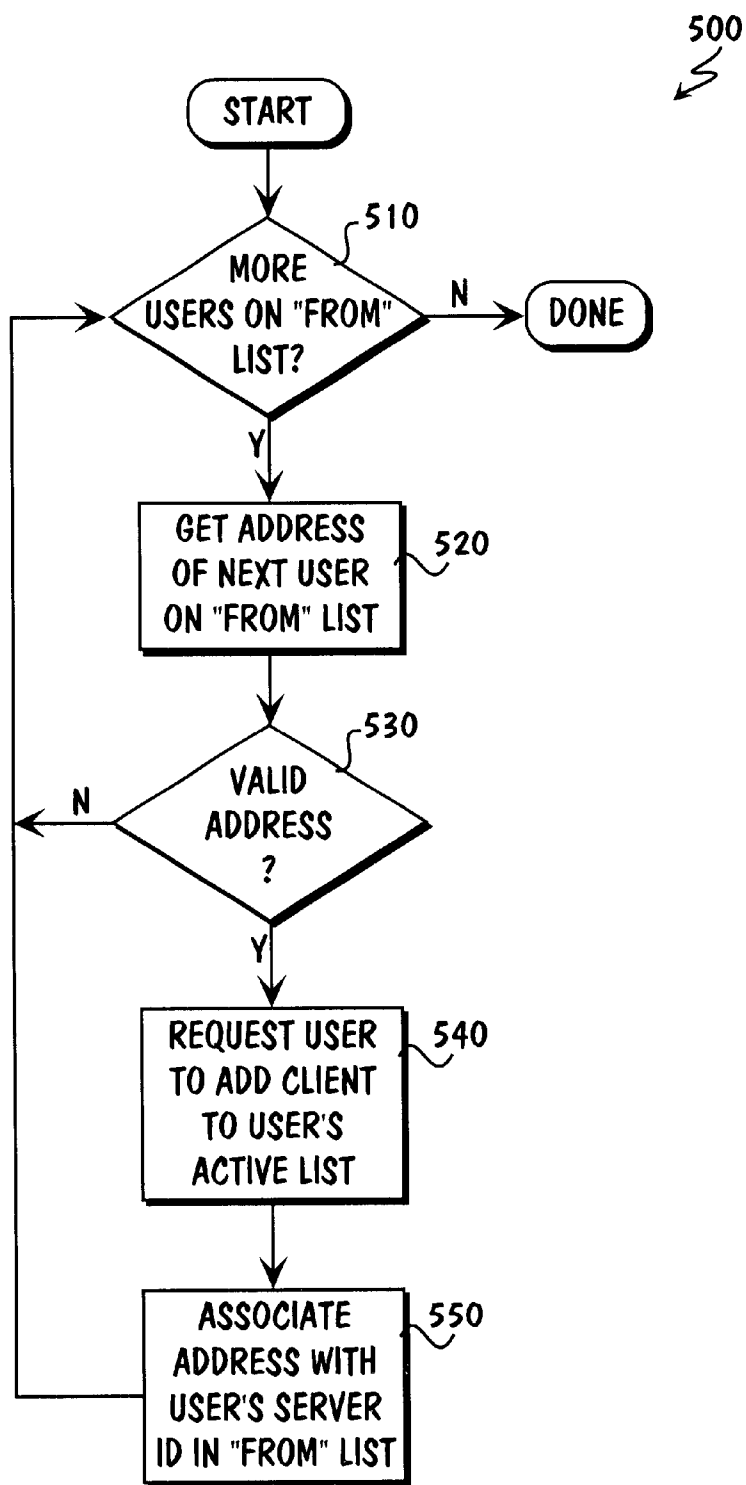 500
START
510
MORE
USERS ON "FROM"
LIST?
N
DONE
Y
GET ADDRESS
OF NEXT USER
ON "FROM" LIST
520
530
VALID
ADDRESS
?
N
Y
REQUEST USER
TO ADD CLIENT
TO USER'S
ACTIVE LIST
540
ASSOCIATE
ADDRESS WITH
USER'S SERVER
ID IN "FROM" LIST
550